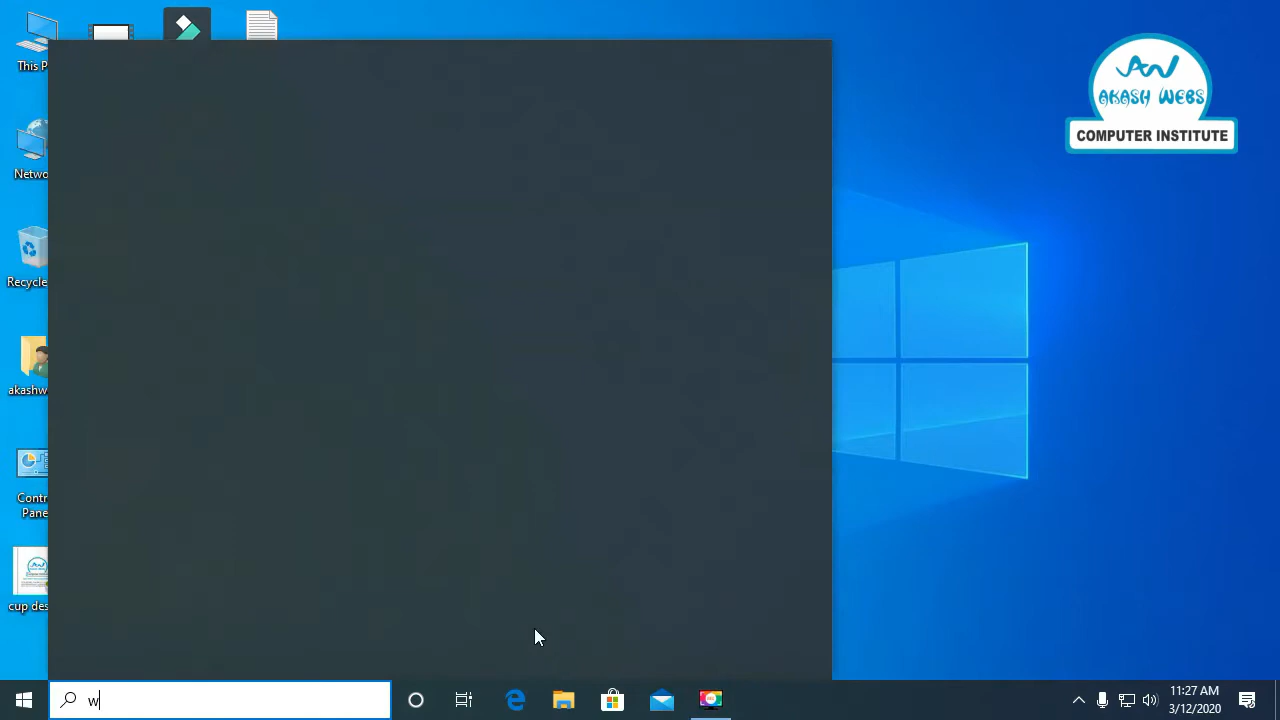 This P
Netwo
Recycle
akashw
Contr
Pane
cup des
AKASH WEBS
COMPUTER INSTITUTE
w
11:27 AM
3/12/2020